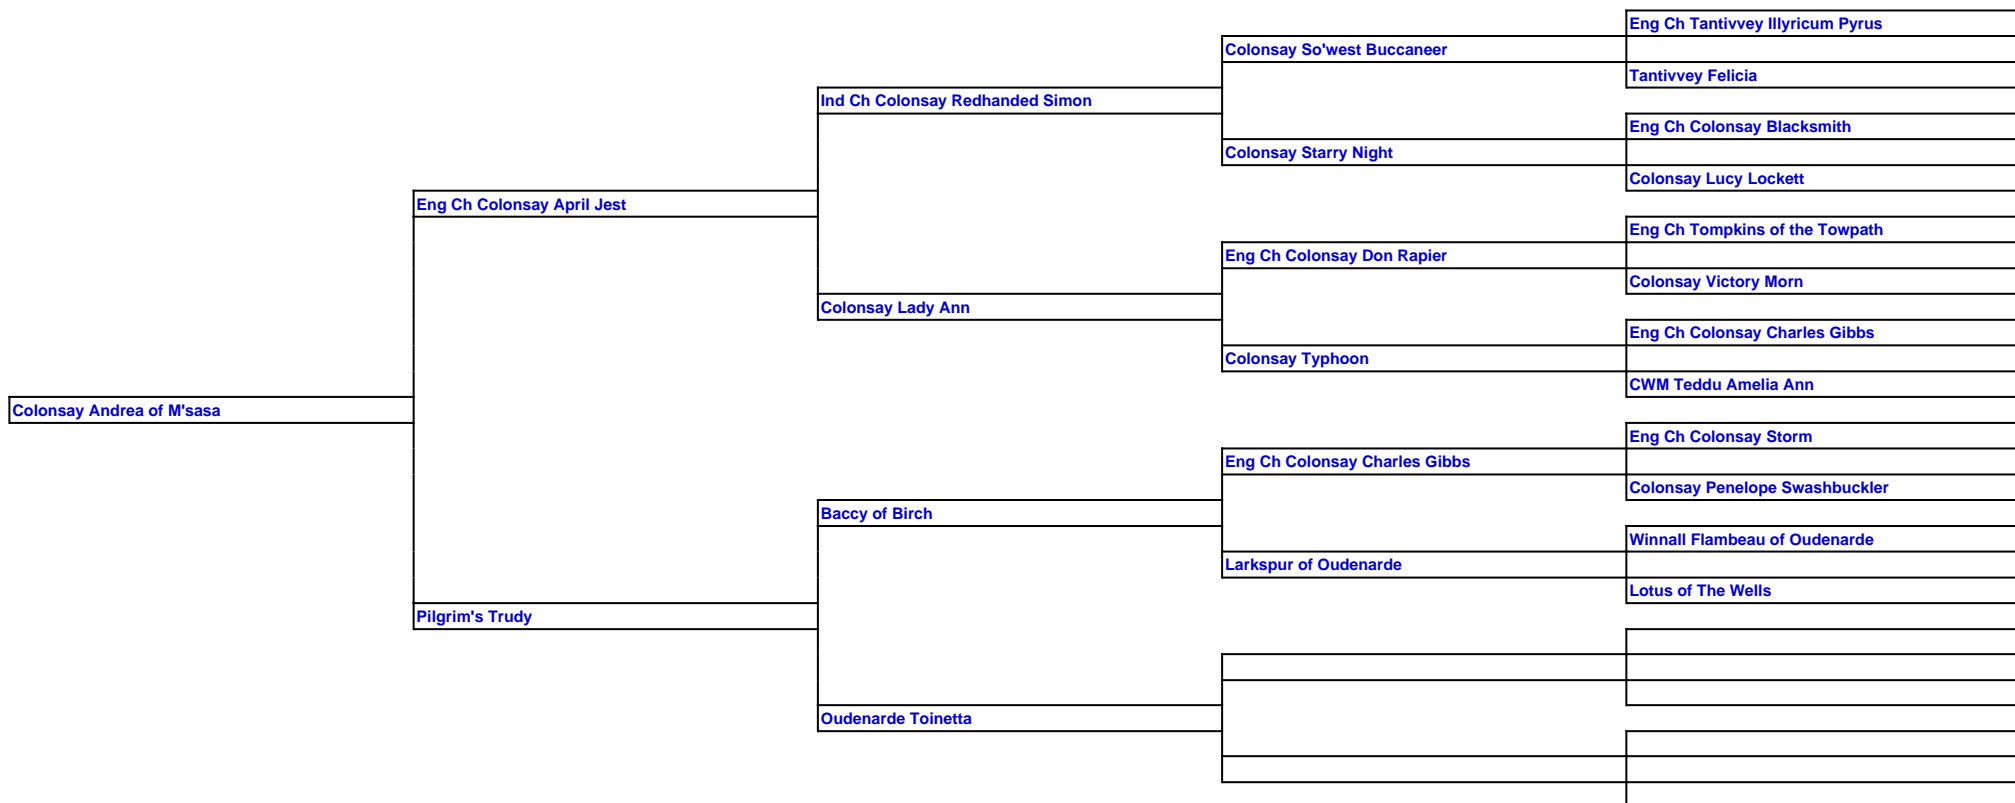 Eng Ch Tantivvey Illyricum Pyrus
Colonsay So'west Buccaneer
Tantivvey Felicia
Ind Ch Colonsay Redhanded Simon
Eng Ch Colonsay Blacksmith
Colonsay Starry Night
Colonsay Lucy Lockett
Eng Ch Colonsay April Jest
Eng Ch Tompkins of the Towpath
Eng Ch Colonsay Don Rapier
Colonsay Victory Morn
Colonsay Lady Ann
Eng Ch Colonsay Charles Gibbs
Colonsay Typhoon
CWM Teddu Amelia Ann
Colonsay Andrea of M'sasa
Eng Ch Colonsay Storm
Eng Ch Colonsay Charles Gibbs
Colonsay Penelope Swashbuckler
Baccy of Birch
Winnall Flambeau of Oudenarde
Larkspur of Oudenarde
Lotus of The Wells
Pilgrim's Trudy
Oudenarde Toinetta